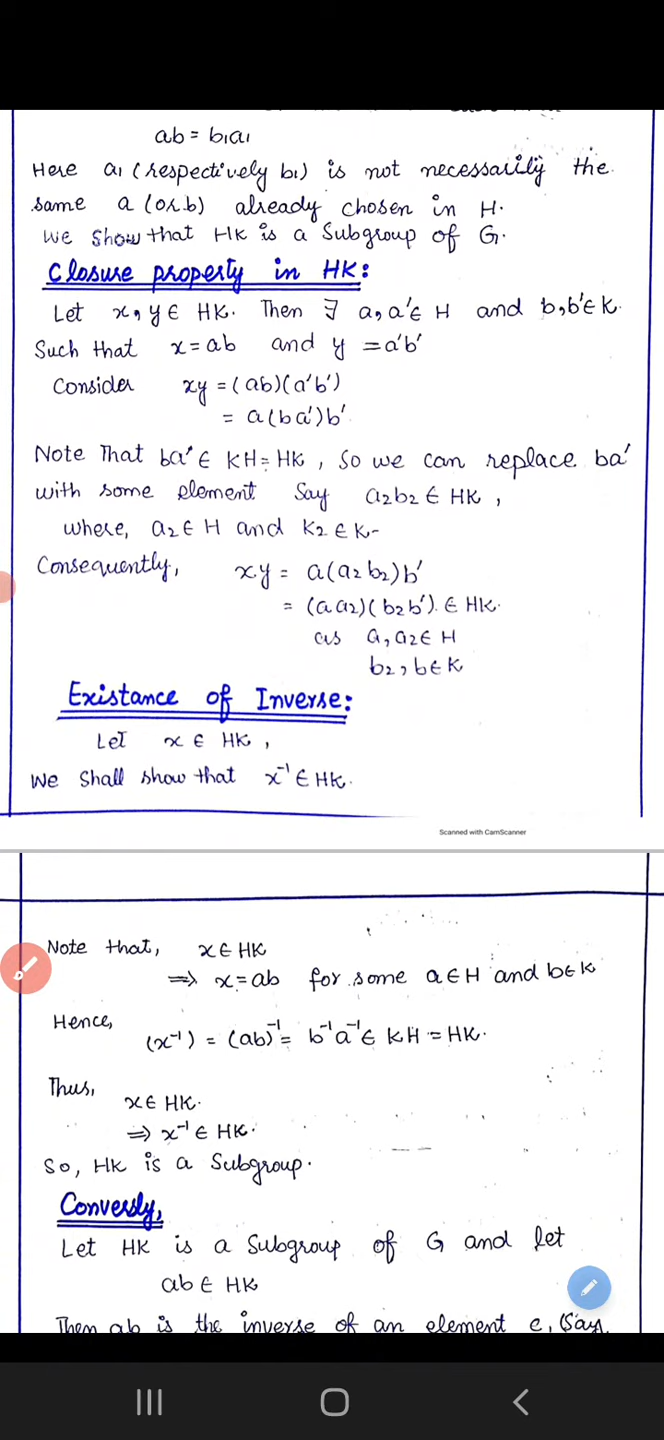 ab = b₁a₁
Here a₁ (respectively b₁) is not necessarily the
same a (or b) already chosen in H.
We show that HK is a Subgroup of G.
Closure property in HK:
Let x, y ∈ HK. Then ∃ a, a' ∈ H and b, b' ∈ K.
Such that x = ab and y = a'b'
Consider xy = (ab)(a'b')
= a(ba')b'
Note That ba' ∈ KH = HK, So we can replace ba'
with some element Say a₂b₂ ∈ HK,
where, a₂ ∈ H and K₂ ∈ K-
Consequently, xy = a(a₂b₂)b'
= (aa₂)(b₂b'). ∈ HK.
as a, a₂ ∈ H
b₂, b ∈ K
Existance of Inverse:
Let x ∈ HK,
We Shall show that x⁻¹ ∈ HK.
Scanned with CamScanner
Note that, x ∈ HK
⟹ x = ab for some a ∈ H and b ∈ K
Hence,
(x⁻¹) = (ab)⁻¹ = b⁻¹a⁻¹ ∈ KH = HK.
Thus,
x ∈ HK.
⟹ x⁻¹ ∈ HK.
So, HK is a Subgroup.
Conversly,
Let HK is a Subgroup of G and let
ab ∈ HK
Then ab is the inverse of an element c, (Say